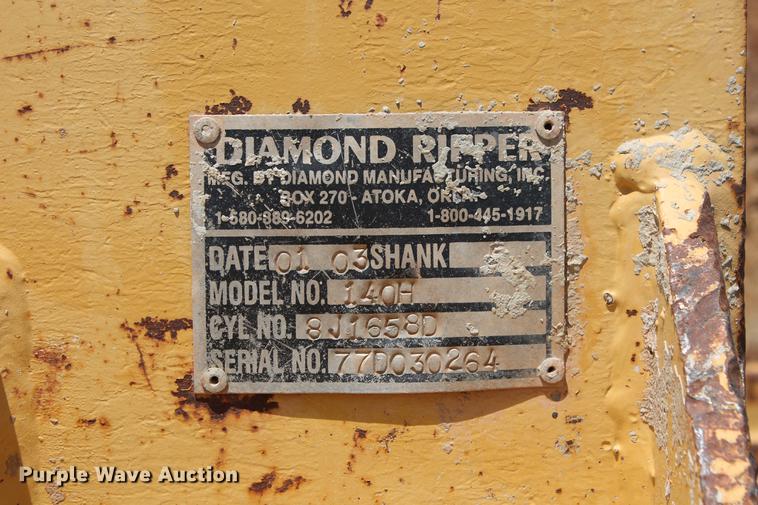 DIAMOND RIPPER
MFG. BY DIAMOND MANUFACTURING, INC.
BOX 270 - ATOKA, OKLA.
1-580-889-6202 1-800-445-1917
DATE 01 03 SHANK
MODEL NO. 140H
CYL NO. 8J1658D
SERIAL NO. 77D030264
Purple Wave Auction